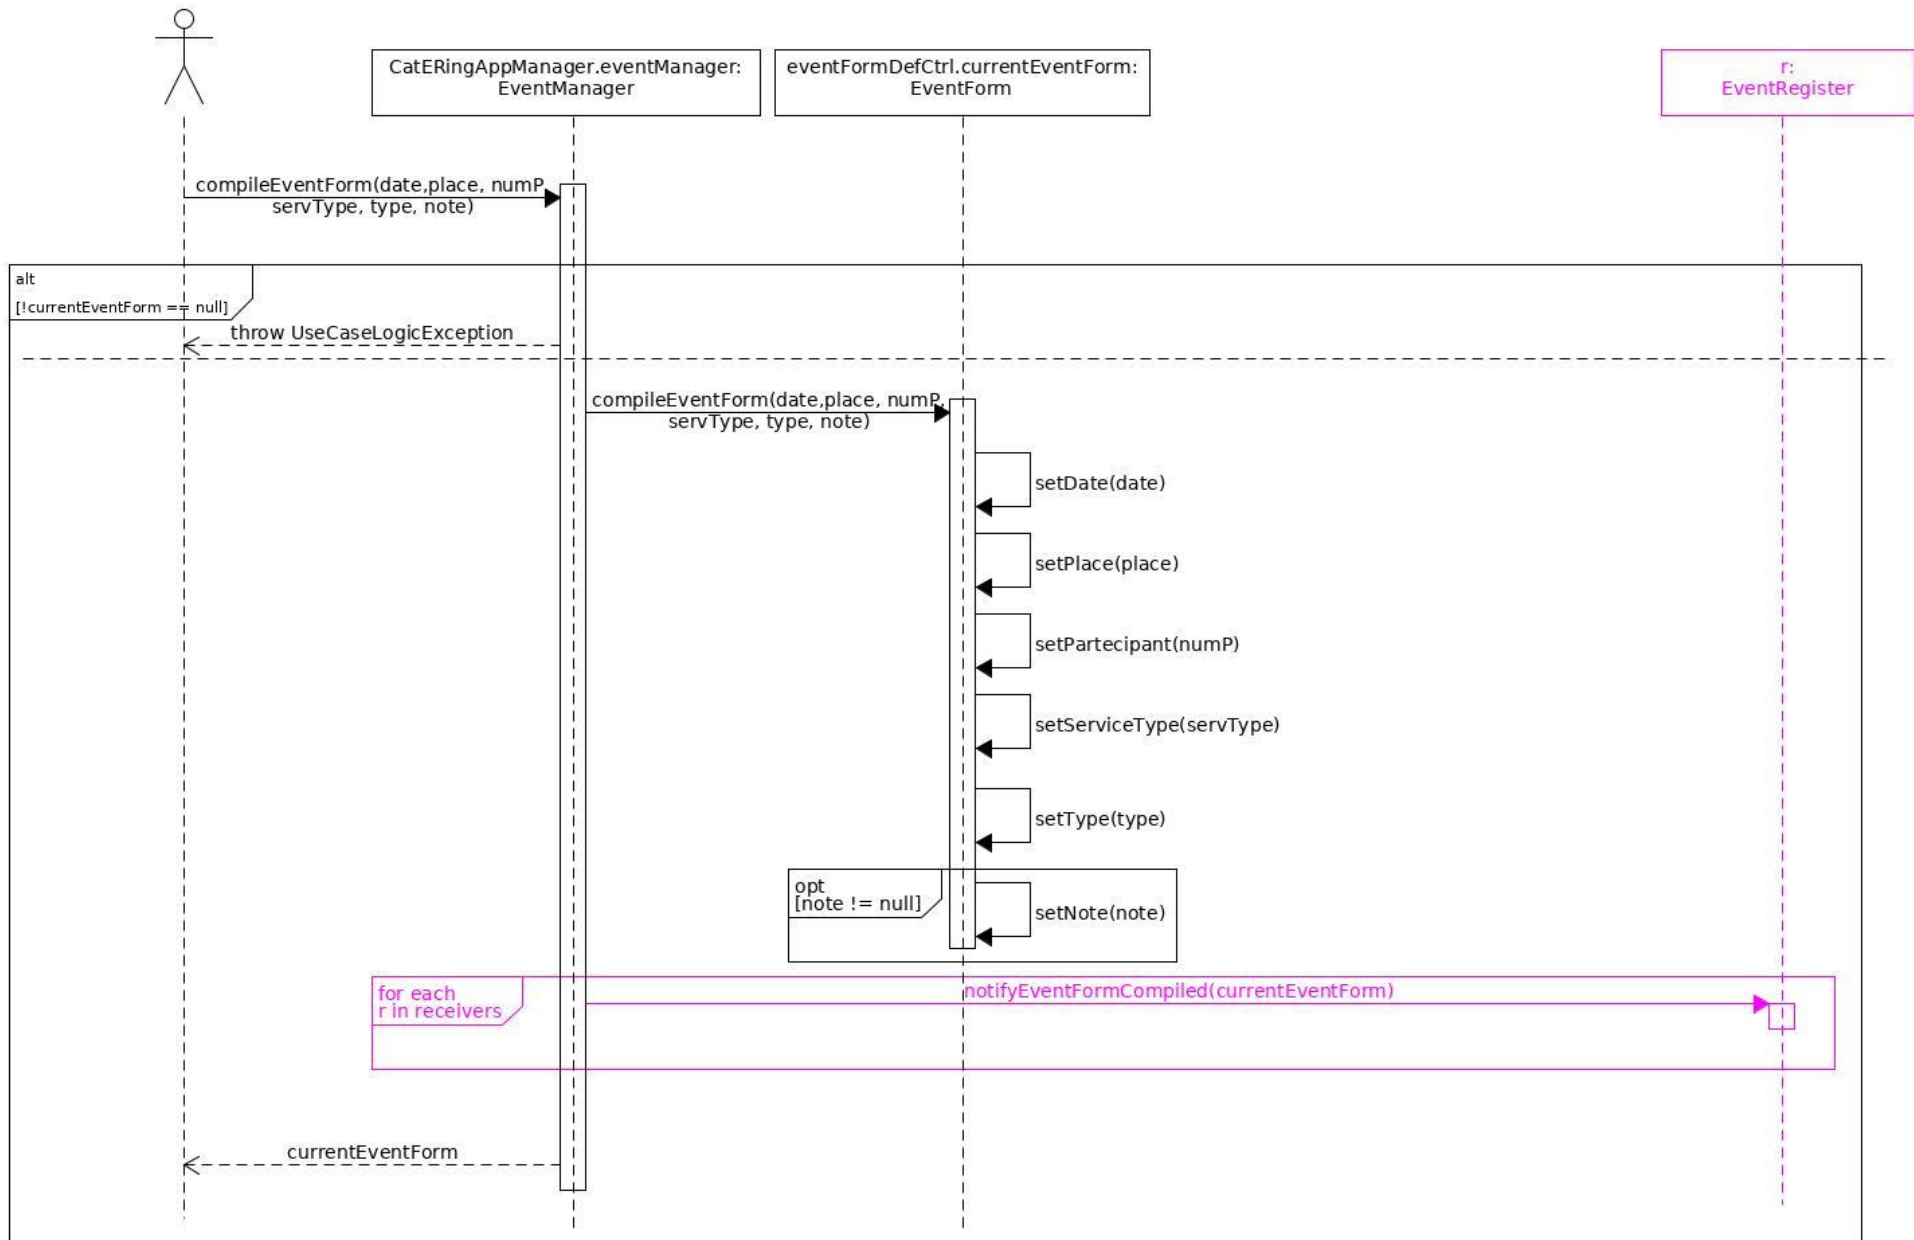 CatERingAppManager.eventManager:
EventManager
eventFormDefCtrl.currentEventForm:
EventForm
r:
EventRegister
compileEventForm(date,place, numP
servType, type, note)
alt
[!currentEventForm == null]
throw UseCaseLogicException
compileEventForm(date,place, numP,
servType, type, note)
setDate(date)
setPlace(place)
setPartecipant(numP)
setServiceType(servType)
setType(type)
opt
[note != null]
setNote(note)
for each
r in receivers
notifyEventFormCompiled(currentEventForm)
currentEventForm